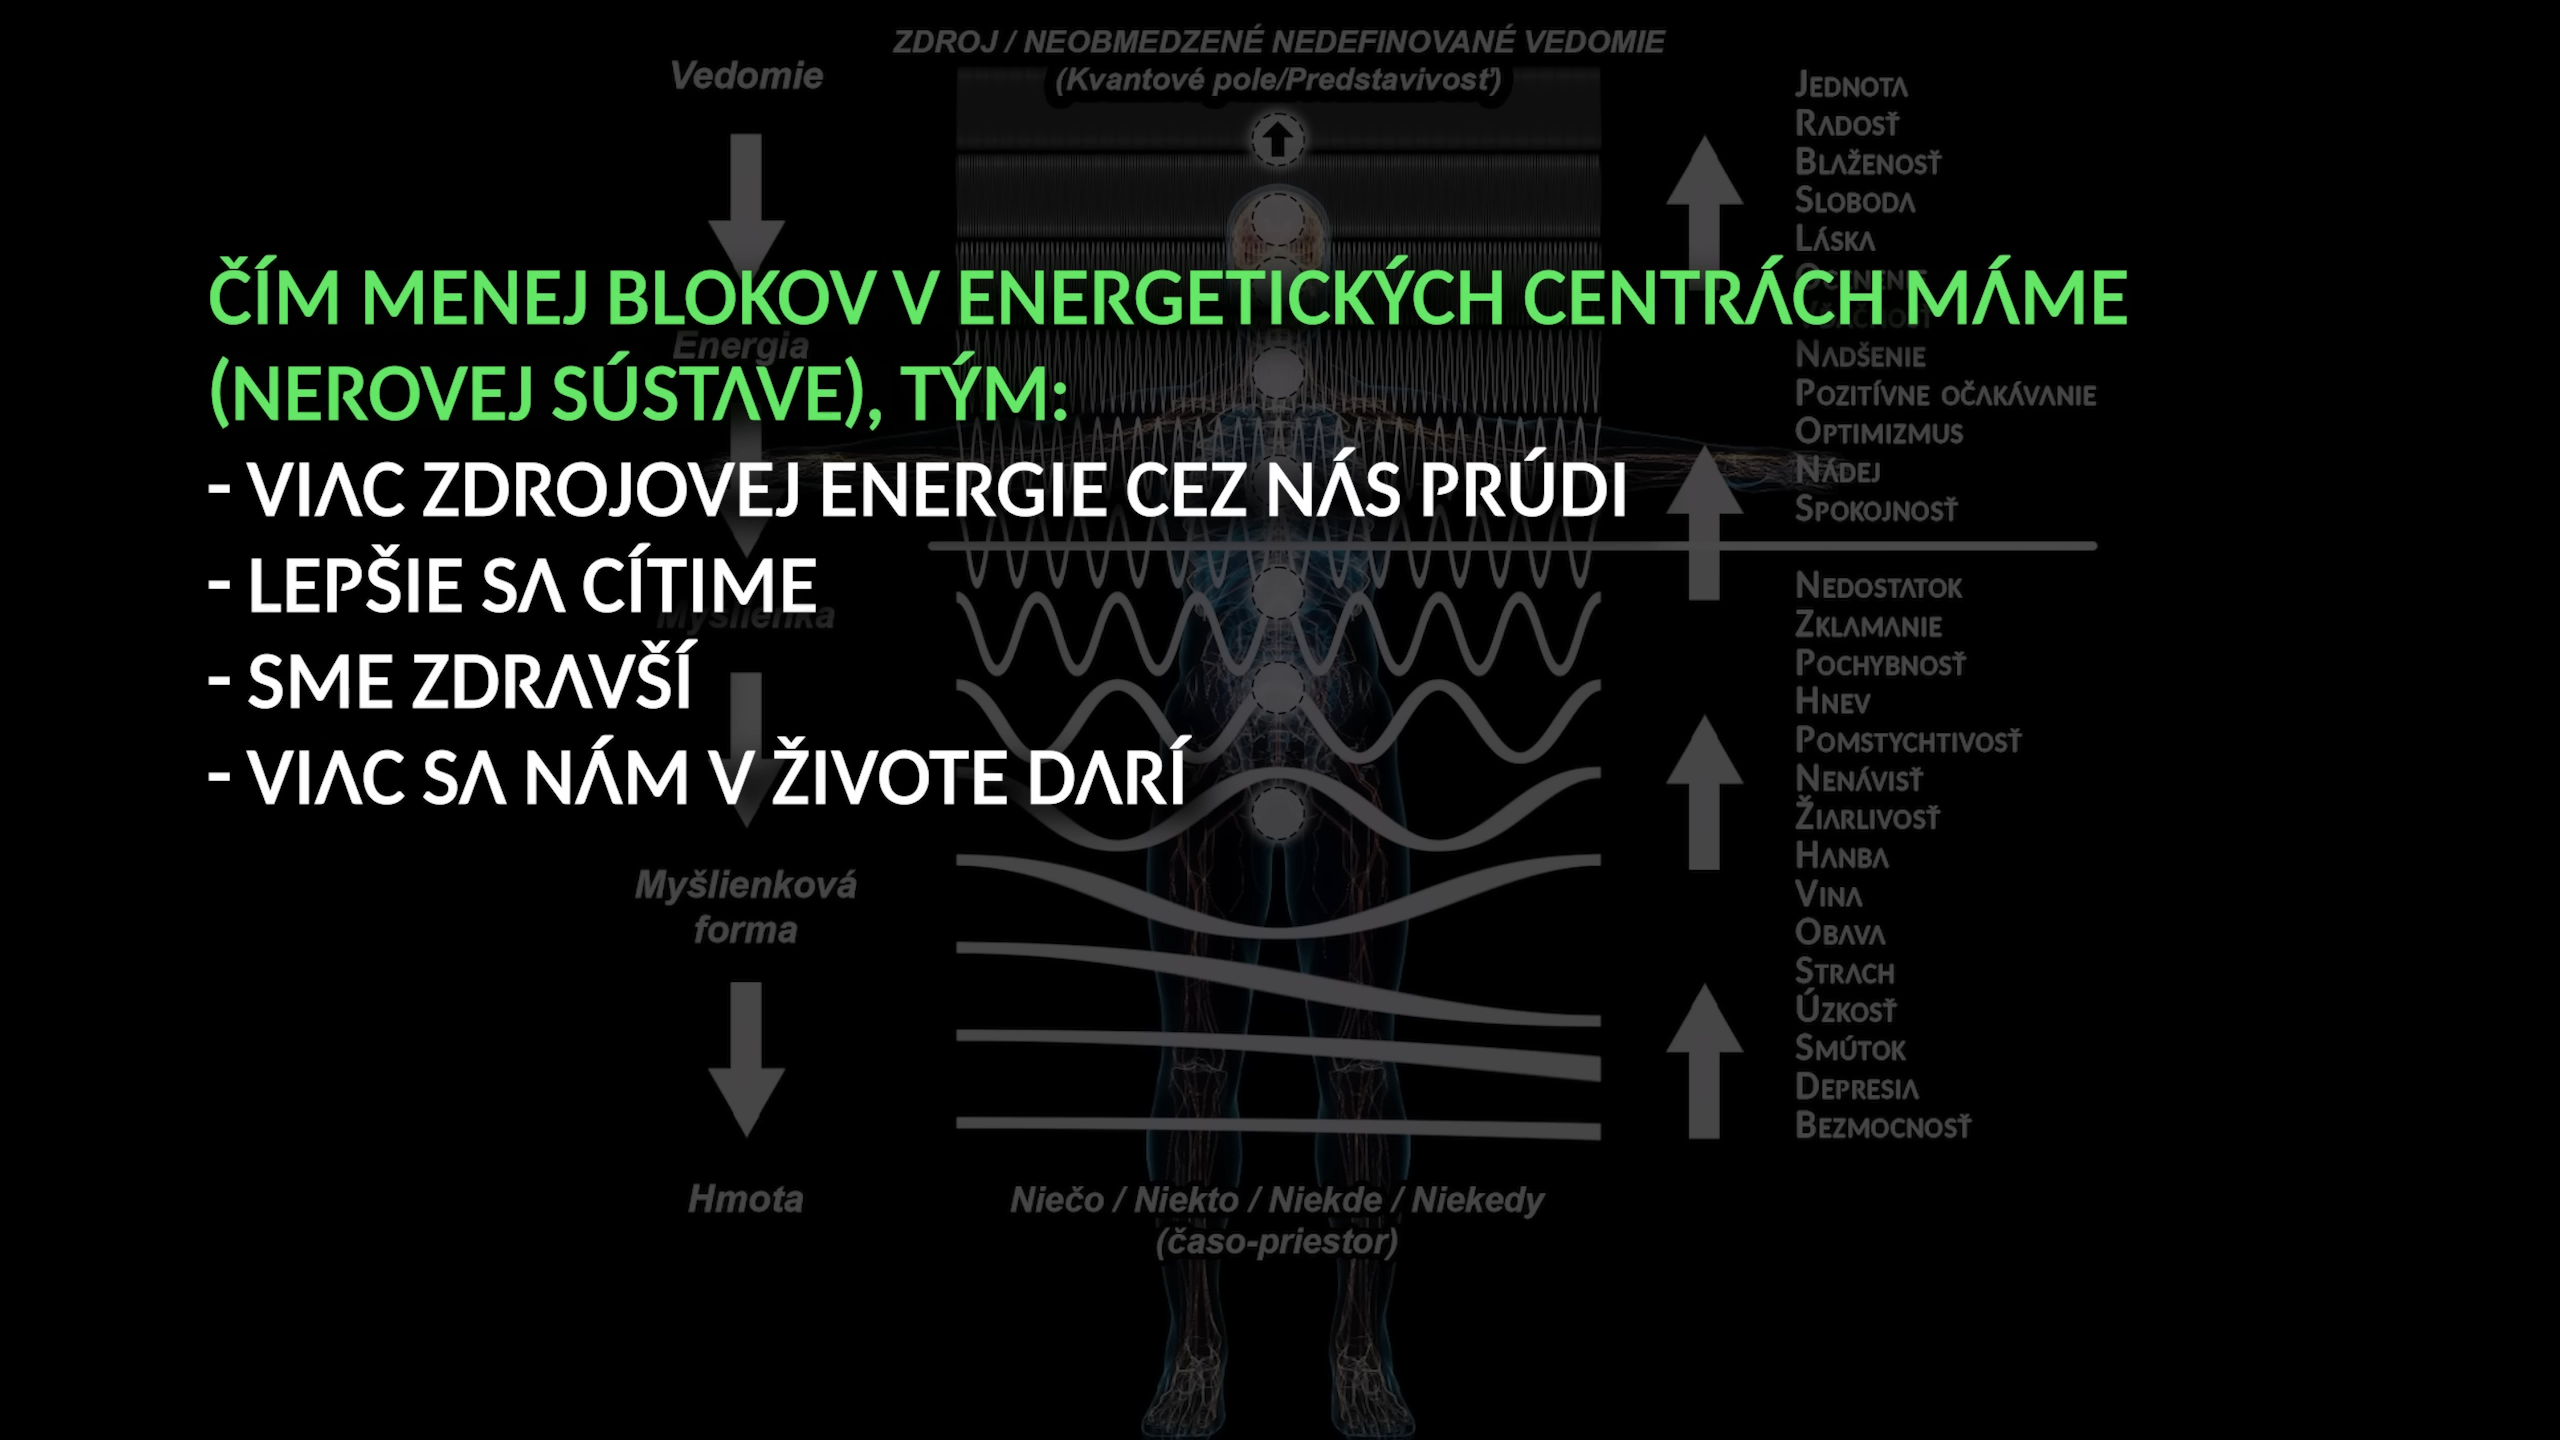 ZDROJ / NEOBMEDZENÉ NEDEFINOVANÉ VEDOMIE
(Kvantové pole/Predstavivosť)
Vedomie
Energia
Myšlienka
Myšlienková
forma
Hmota
ČÍM MENEJ BLOKOV V ENERGETICKÝCH CENTRÁCH MÁME
(NEROVEJ SÚSTAVE), TÝM:
- VIAC ZDROJOVEJ ENERGIE CEZ NÁS PRÚDI
- LEPŠIE SA CÍTIME
- SME ZDRAVŠÍ
- VIAC SA NÁM V ŽIVOTE DARÍ
JEDNOTA
RADOSŤ
BLAŽENOSŤ
SLOBODA
LÁSKA
OCENENIE
VĎAČNOSŤ
NADŠENIE
POZITÍVNE OČAKÁVANIE
OPTIMIZMUS
NÁDEJ
SPOKOJNOSŤ
NEDOSTATOK
ZKLAMANIE
POCHYBNOSŤ
HNEV
POMSTYCHTIVOSŤ
NENÁVISŤ
ŽIARLIVOSŤ
HANBA
VINA
OBAVA
STRACH
ÚZKOSŤ
SMÚTOK
DEPRESIA
BEZMOCNOSŤ
Niečo / Niekto / Niekde / Niekedy
(časo-priestor)